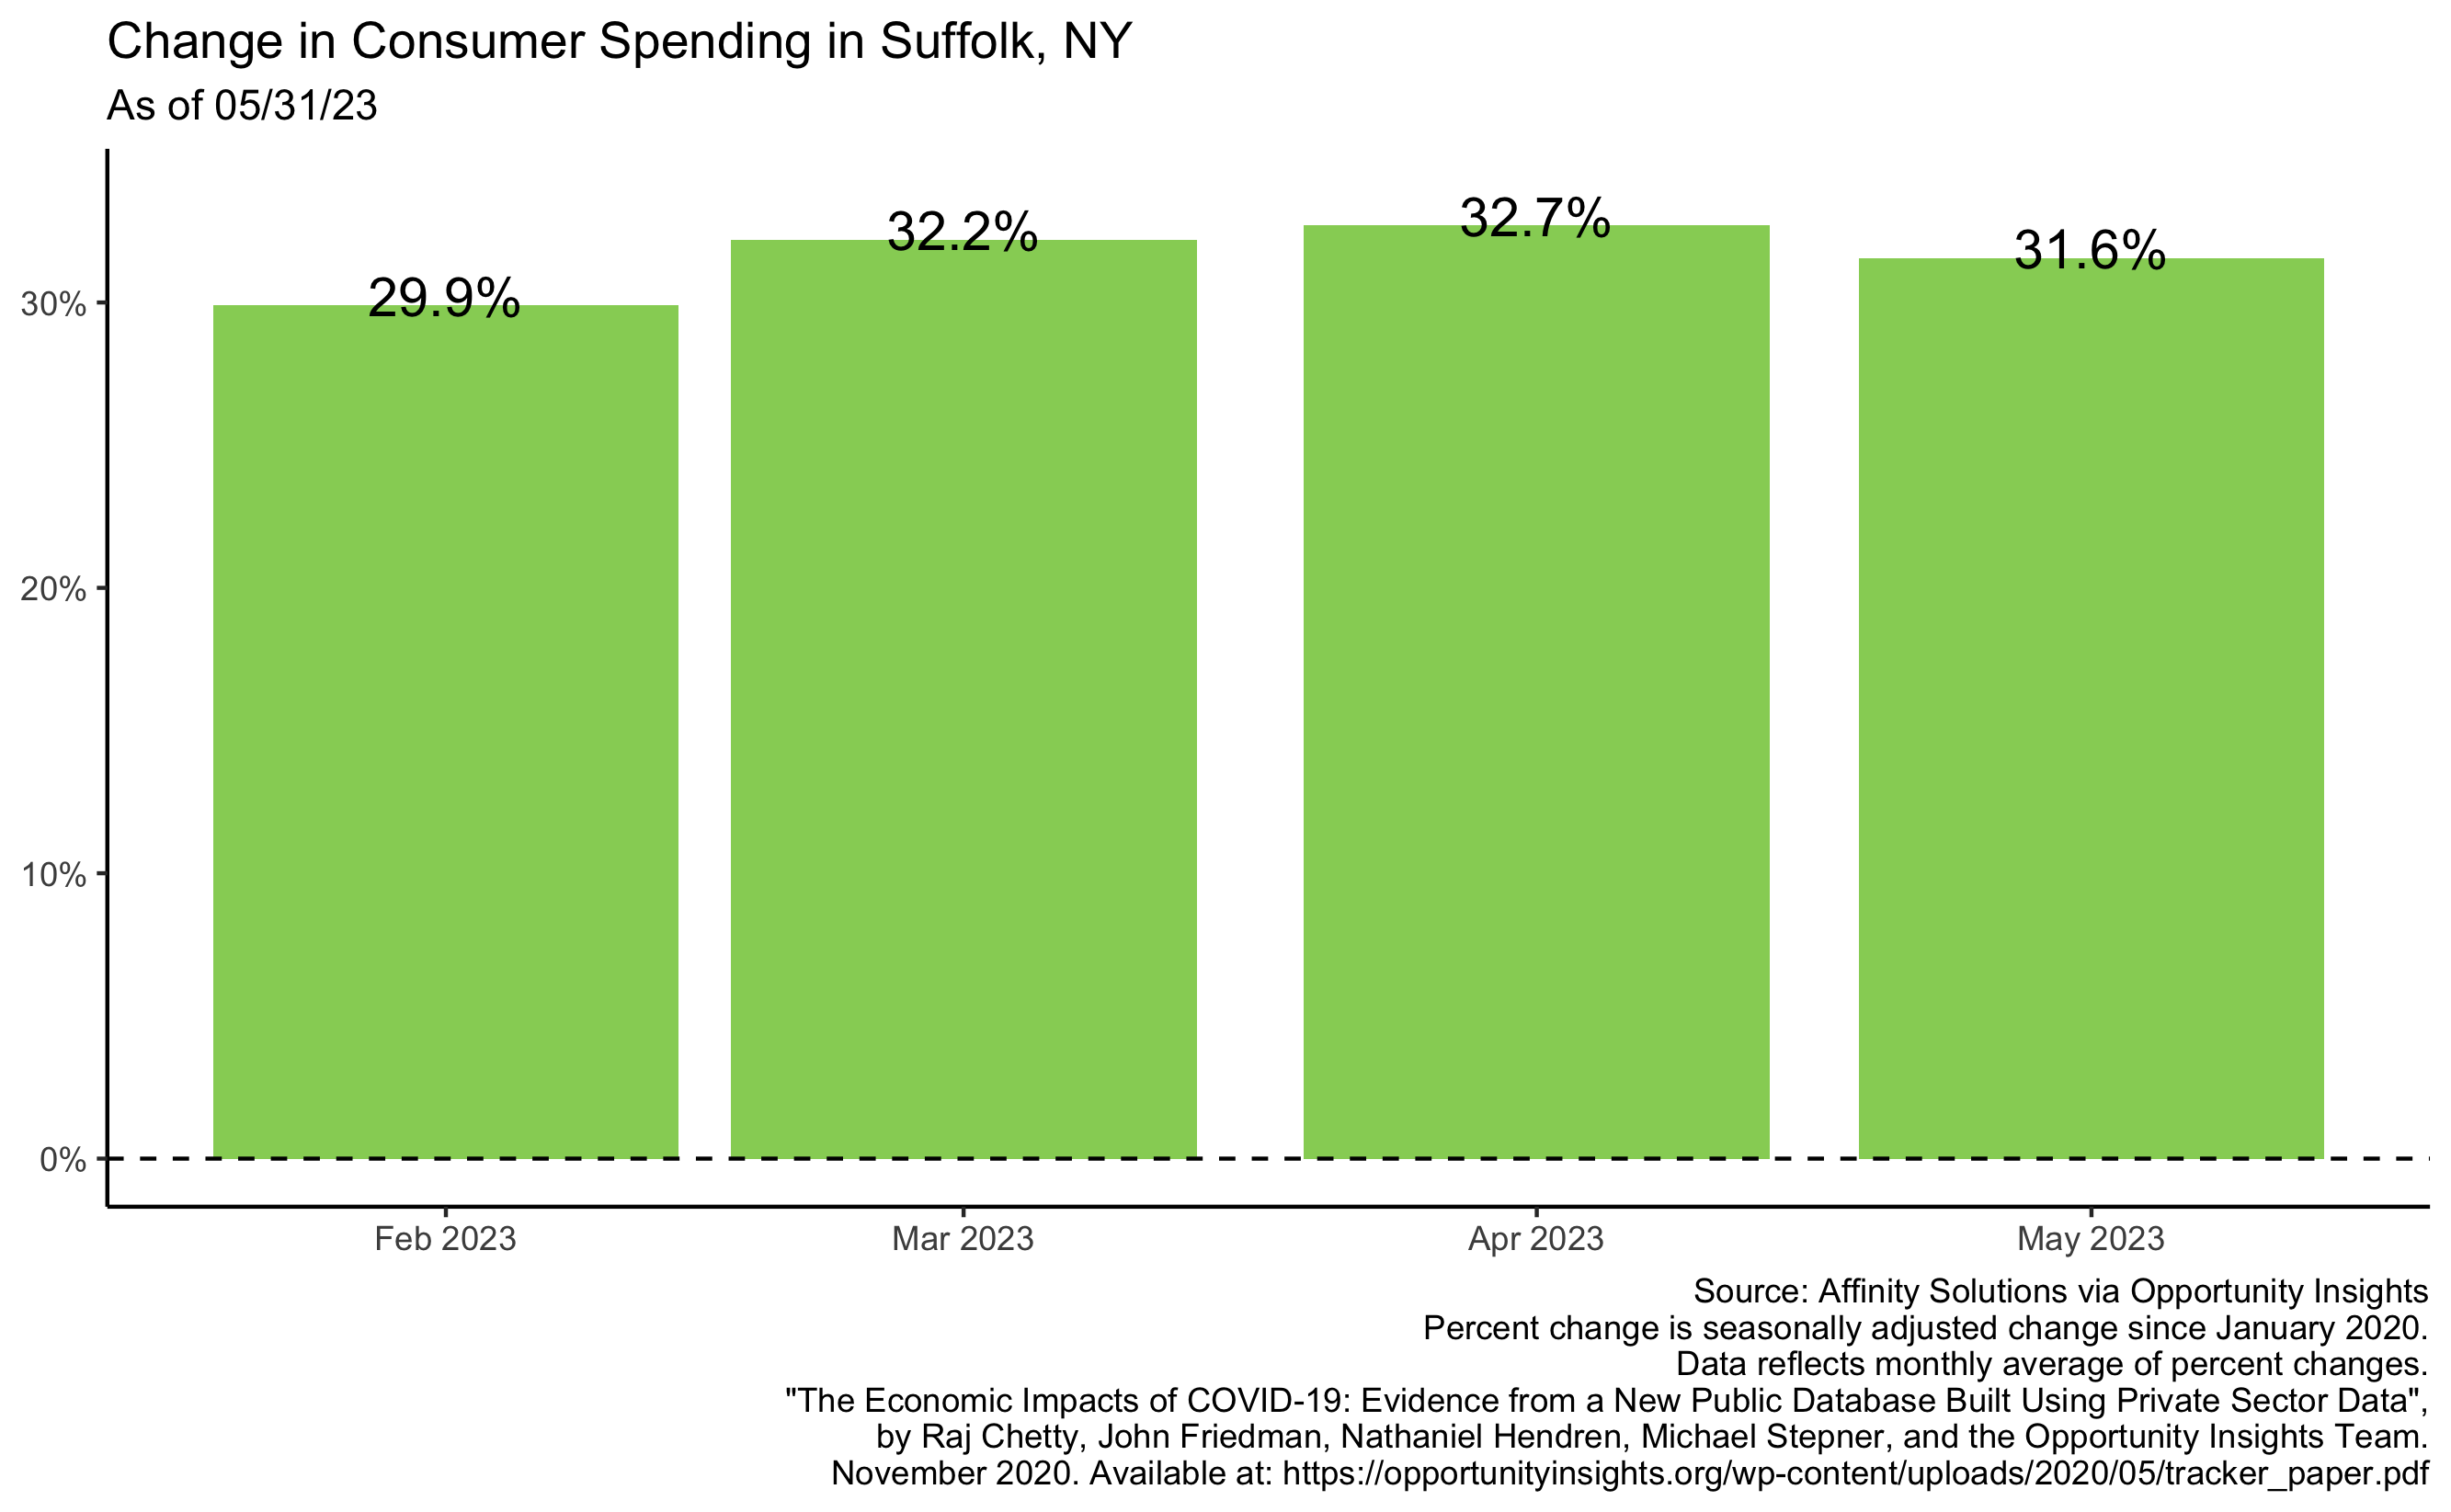 Change in Consumer Spending in Suffolk, NY
As of 05/31/23
29.9%
32.2%
32.7%
31.6%
30%
20%
10%
0%
Feb 2023
Mar 2023
Apr 2023
May 2023
Source: Affinity Solutions via Opportunity Insights
Percent change is seasonally adjusted change since January 2020.
Data reflects monthly average of percent changes.
"The Economic Impacts of COVID-19: Evidence from a New Public Database Built Using Private Sector Data",
by Raj Chetty, John Friedman, Nathaniel Hendren, Michael Stepner, and the Opportunity Insights Team.
November 2020. Available at: https://opportunityinsights.org/wp-content/uploads/2020/05/tracker_paper.pdf